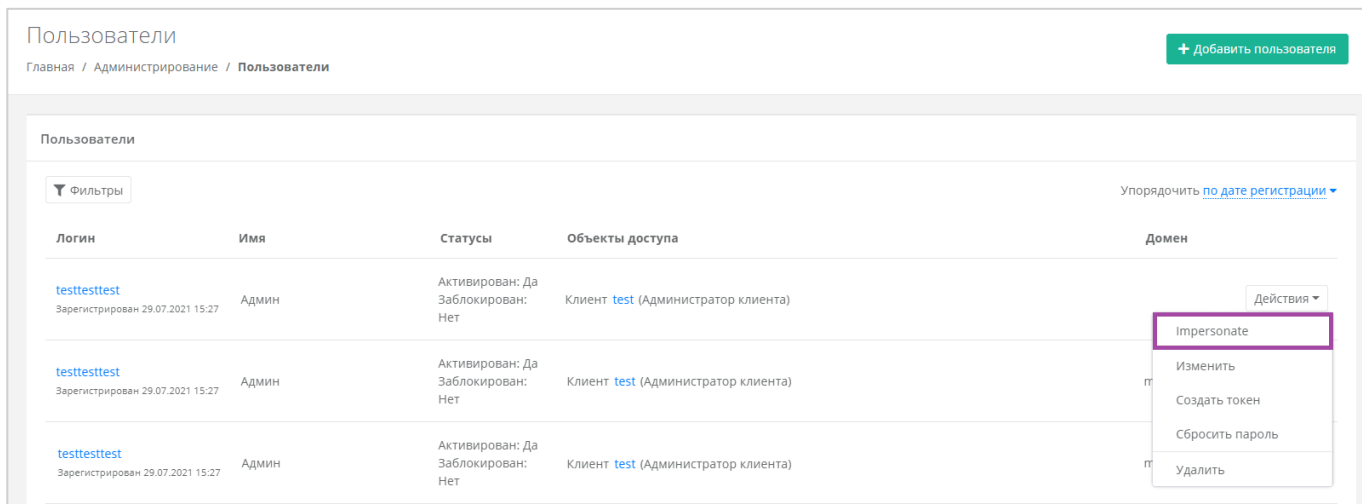 Пользователи
+ Добавить пользователя
Главная / Администрирование / Пользователи
Пользователи
Фильтры
Упорядочить по дате регистрации
Логин Имя Статусы Объекты доступа Домен
testtesttest
Зарегистрирован 29.07.2021 15:27
Админ
Активирован: Да
Заблокирован:
Нет
Клиент test (Администратор клиента)
Действия
Impersonate
Изменить
Создать токен
Сбросить пароль
Удалить
testtesttest
Зарегистрирован 29.07.2021 15:27
Админ
Активирован: Да
Заблокирован:
Нет
Клиент test (Администратор клиента)
testtesttest
Зарегистрирован 29.07.2021 15:27
Админ
Активирован: Да
Заблокирован:
Нет
Клиент test (Администратор клиента)